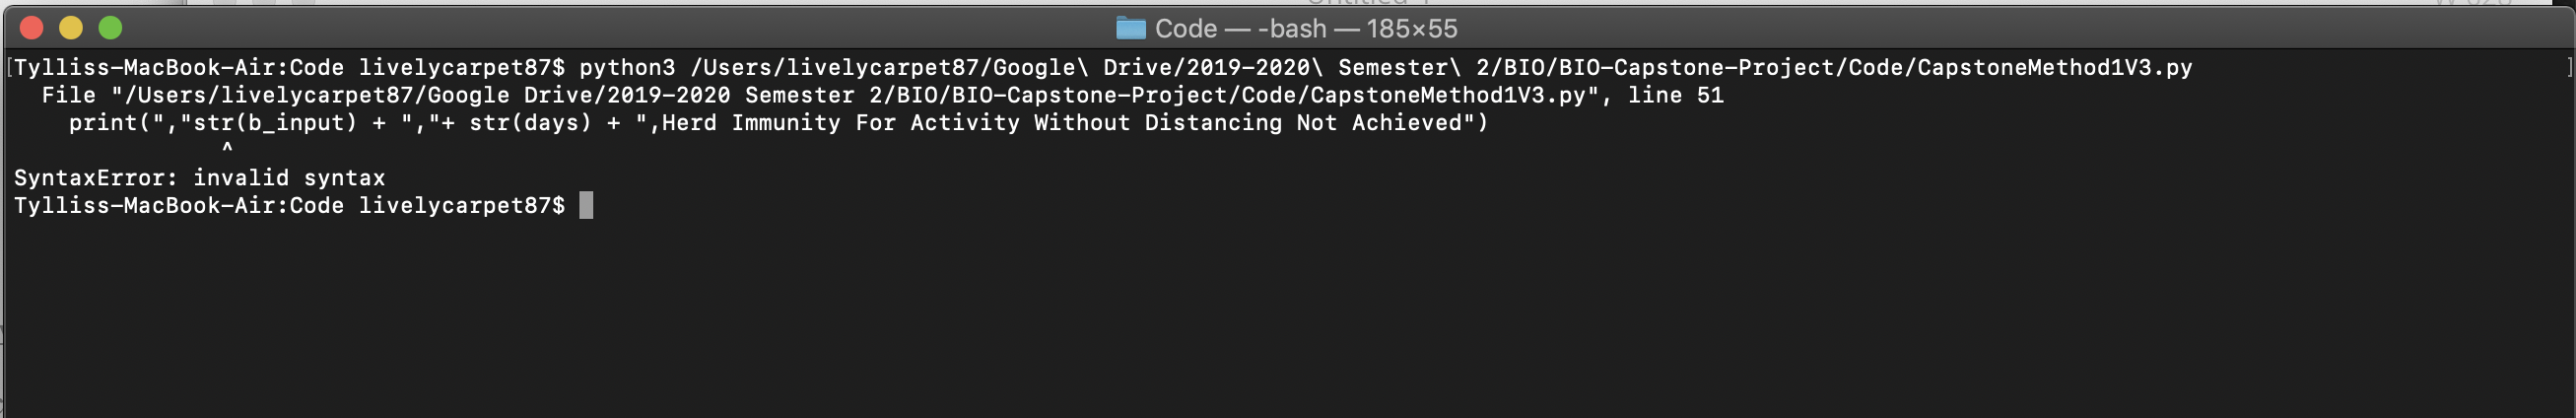 Code — -bash — 185×55
Tylliss-MacBook-Air:Code livelycarpet87$ python3 /Users/livelycarpet87/Google\ Drive/2019-2020\ Semester\ 2/BIO/BIO-Capstone-Project/Code/CapstoneMethod1V3.py
  File "/Users/livelycarpet87/Google Drive/2019-2020 Semester 2/BIO/BIO-Capstone-Project/Code/CapstoneMethod1V3.py", line 51
    print(","str(b_input) + ","+ str(days) + ",Herd Immunity For Activity Without Distancing Not Achieved")
               ^
SyntaxError: invalid syntax
Tylliss-MacBook-Air:Code livelycarpet87$